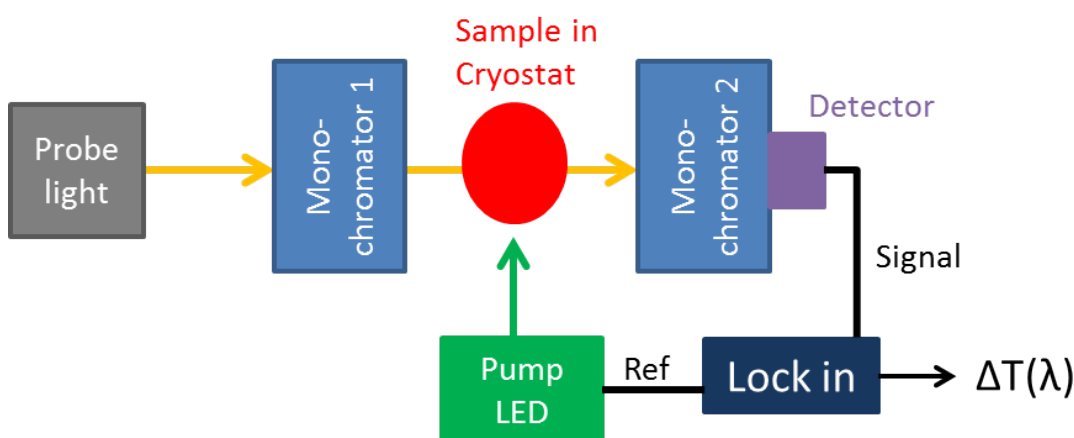 Sample in
Cryostat
Probe
light
Mono-
chromator 1
Mono-
chromator 2
Detector
Signal
Pump
LED
Ref
Lock in
ΔT(λ)